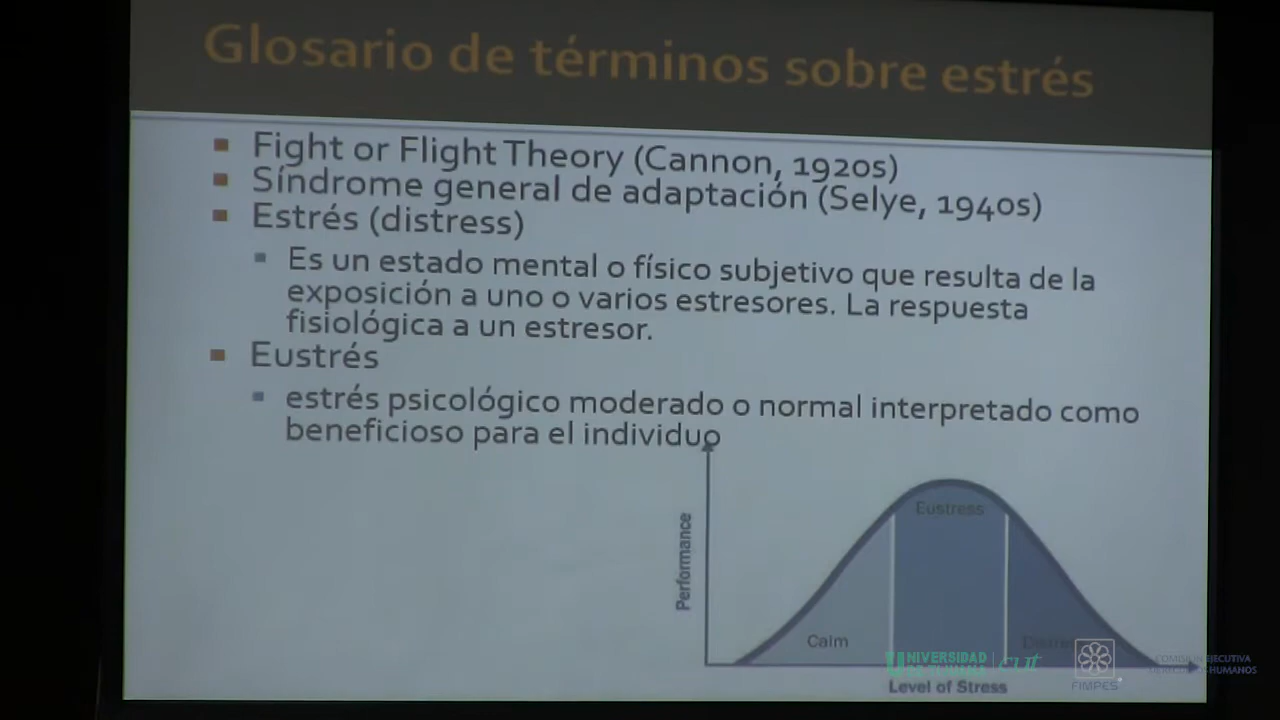 Glosario de términos sobre estrés
Fight or Flight Theory (Cannon, 1920s)
Síndrome general de adaptación (Selye, 1940s)
Estrés (distress)
Es un estado mental o físico subjetivo que resulta de la
exposición a uno o varios estresores. La respuesta
fisiológica a un estresor.
Eustrés
estrés psicológico moderado o normal interpretado como
beneficioso para el individuo
Performance
Eustress
Calm
Level of Stress
UNIVERSIDAD
FIMPES
HUMANOS